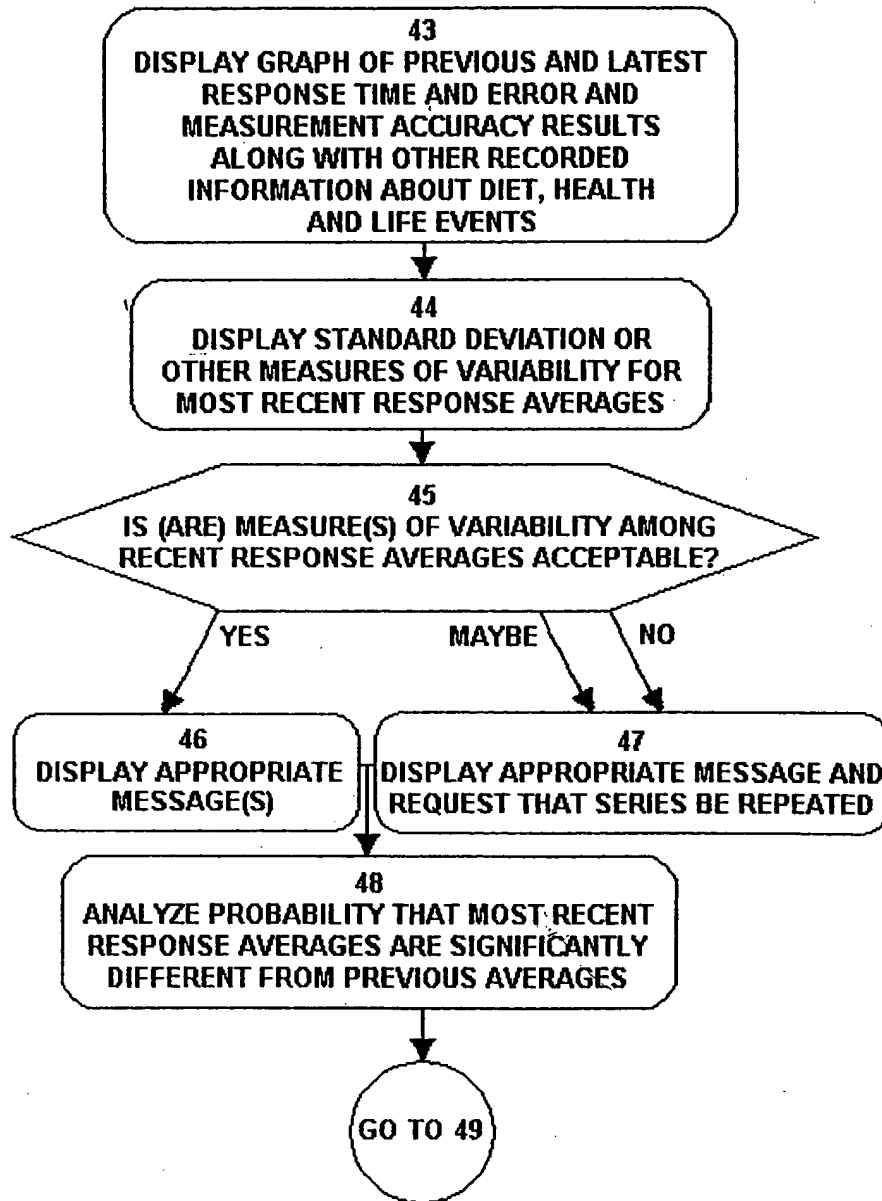 43
DISPLAY GRAPH OF PREVIOUS AND LATEST
RESPONSE TIME AND ERROR AND
MEASUREMENT ACCURACY RESULTS
ALONG WITH OTHER RECORDED
INFORMATION ABOUT DIET, HEALTH
AND LIFE EVENTS
44
DISPLAY STANDARD DEVIATION OR
OTHER MEASURES OF VARIABILITY FOR
MOST RECENT RESPONSE AVERAGES
45
IS (ARE) MEASURE(S) OF VARIABILITY AMONG
RECENT RESPONSE AVERAGES ACCEPTABLE?
YES
MAYBE
NO
46
DISPLAY APPROPRIATE
MESSAGE(S)
47
DISPLAY APPROPRIATE MESSAGE AND
REQUEST THAT SERIES BE REPEATED
48
ANALYZE PROBABILITY THAT MOST RECENT
RESPONSE AVERAGES ARE SIGNIFICANTLY
DIFFERENT FROM PREVIOUS AVERAGES
GO TO 49